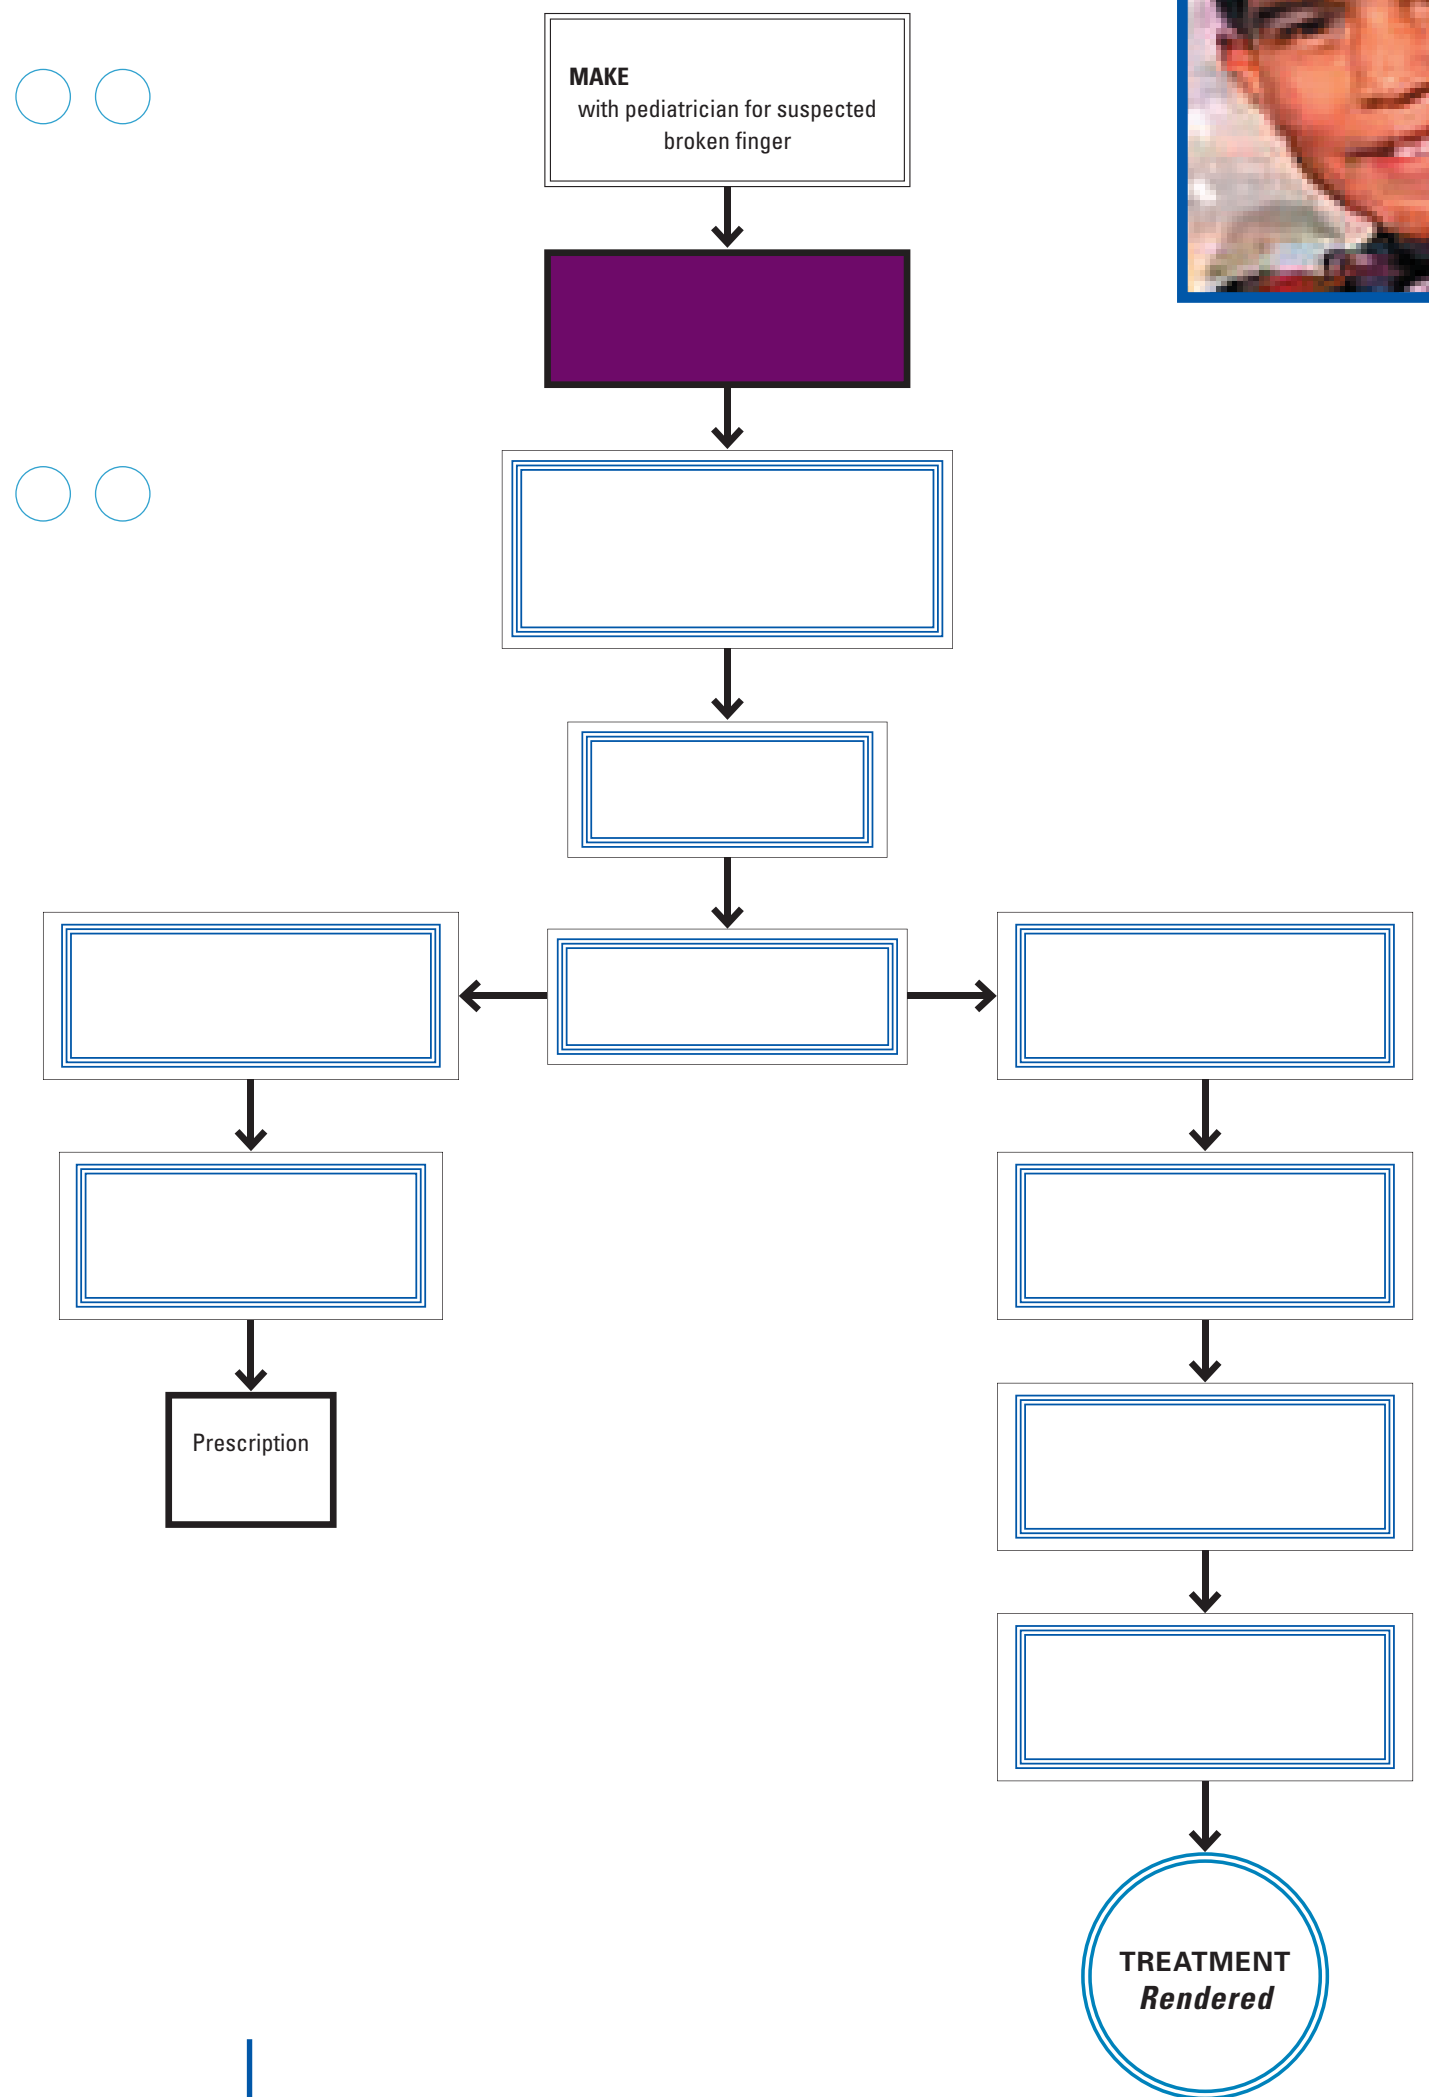 MAKE
with pediatrician for suspected
broken finger
Prescription
TREATMENT
Rendered